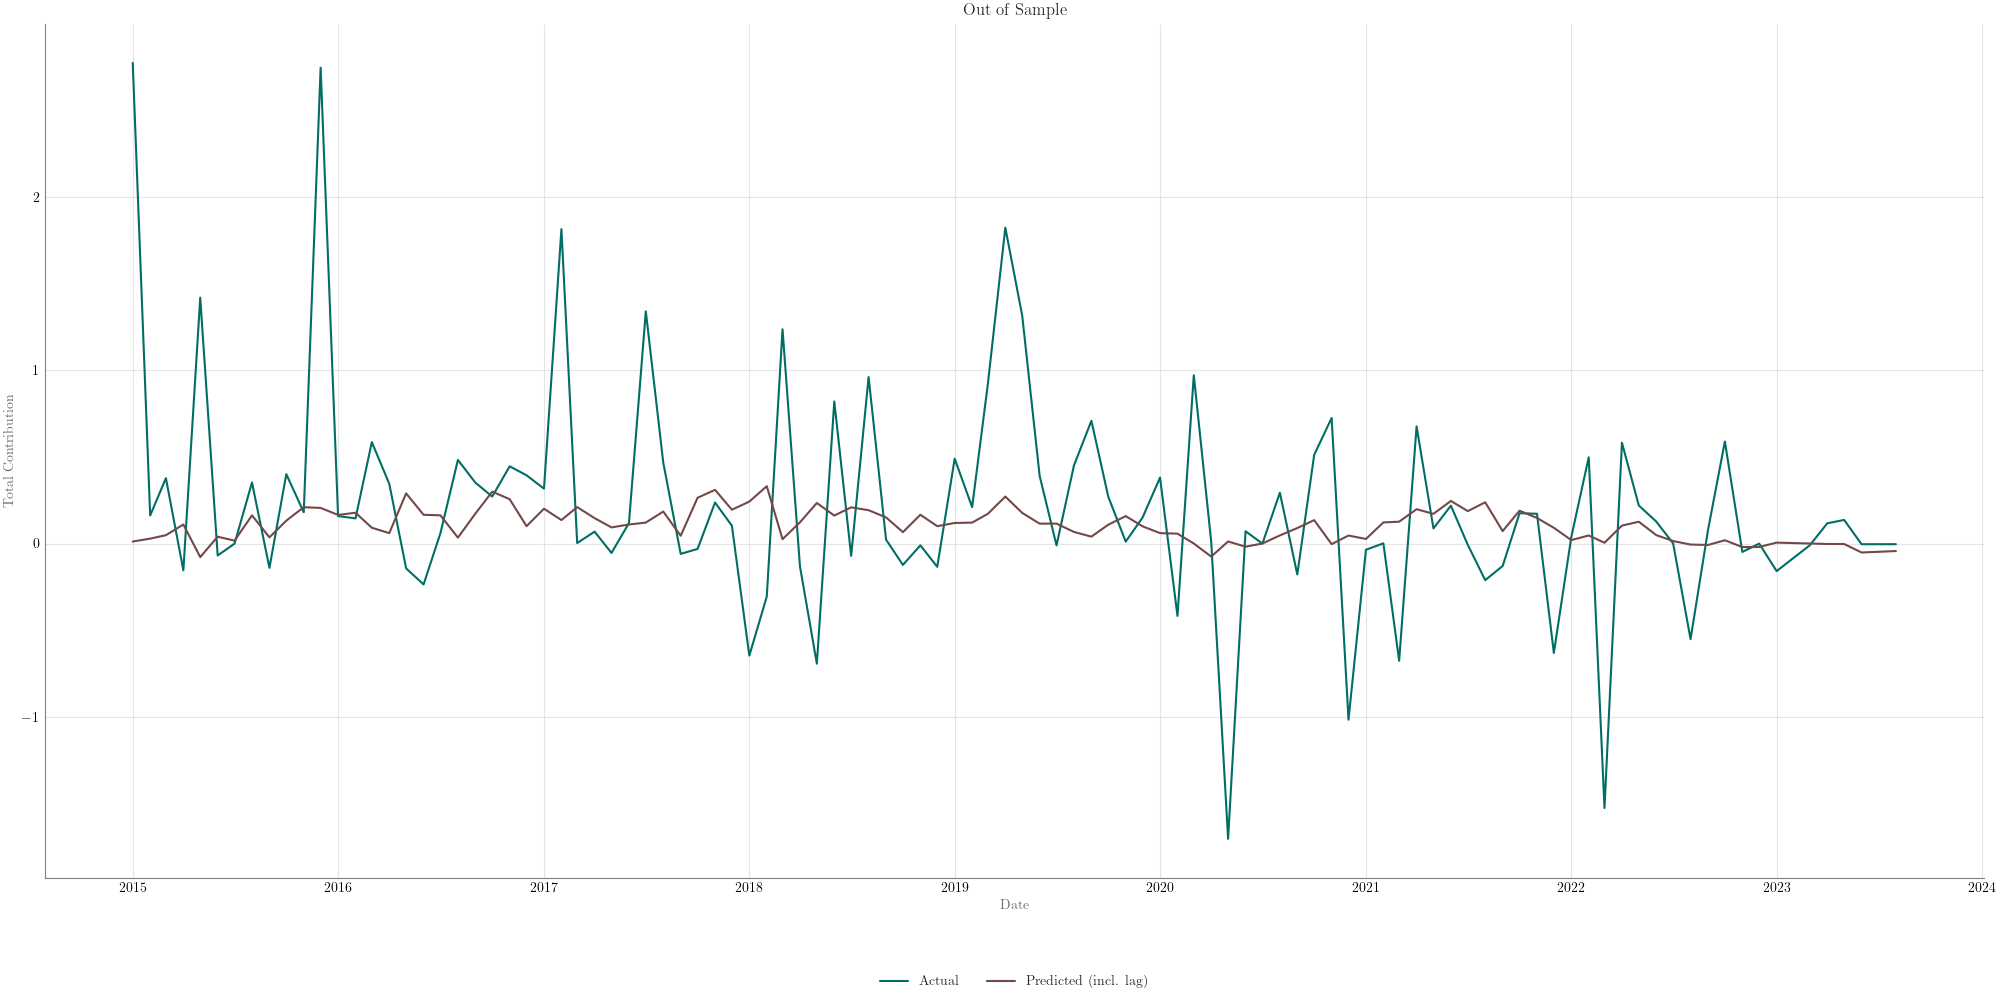 Out of Sample
Total Contribution
2
1
0
−1
2015 2016 2017 2018 2019 2020 2021 2022 2023 2024
Date
Actual Predicted (incl. lag)